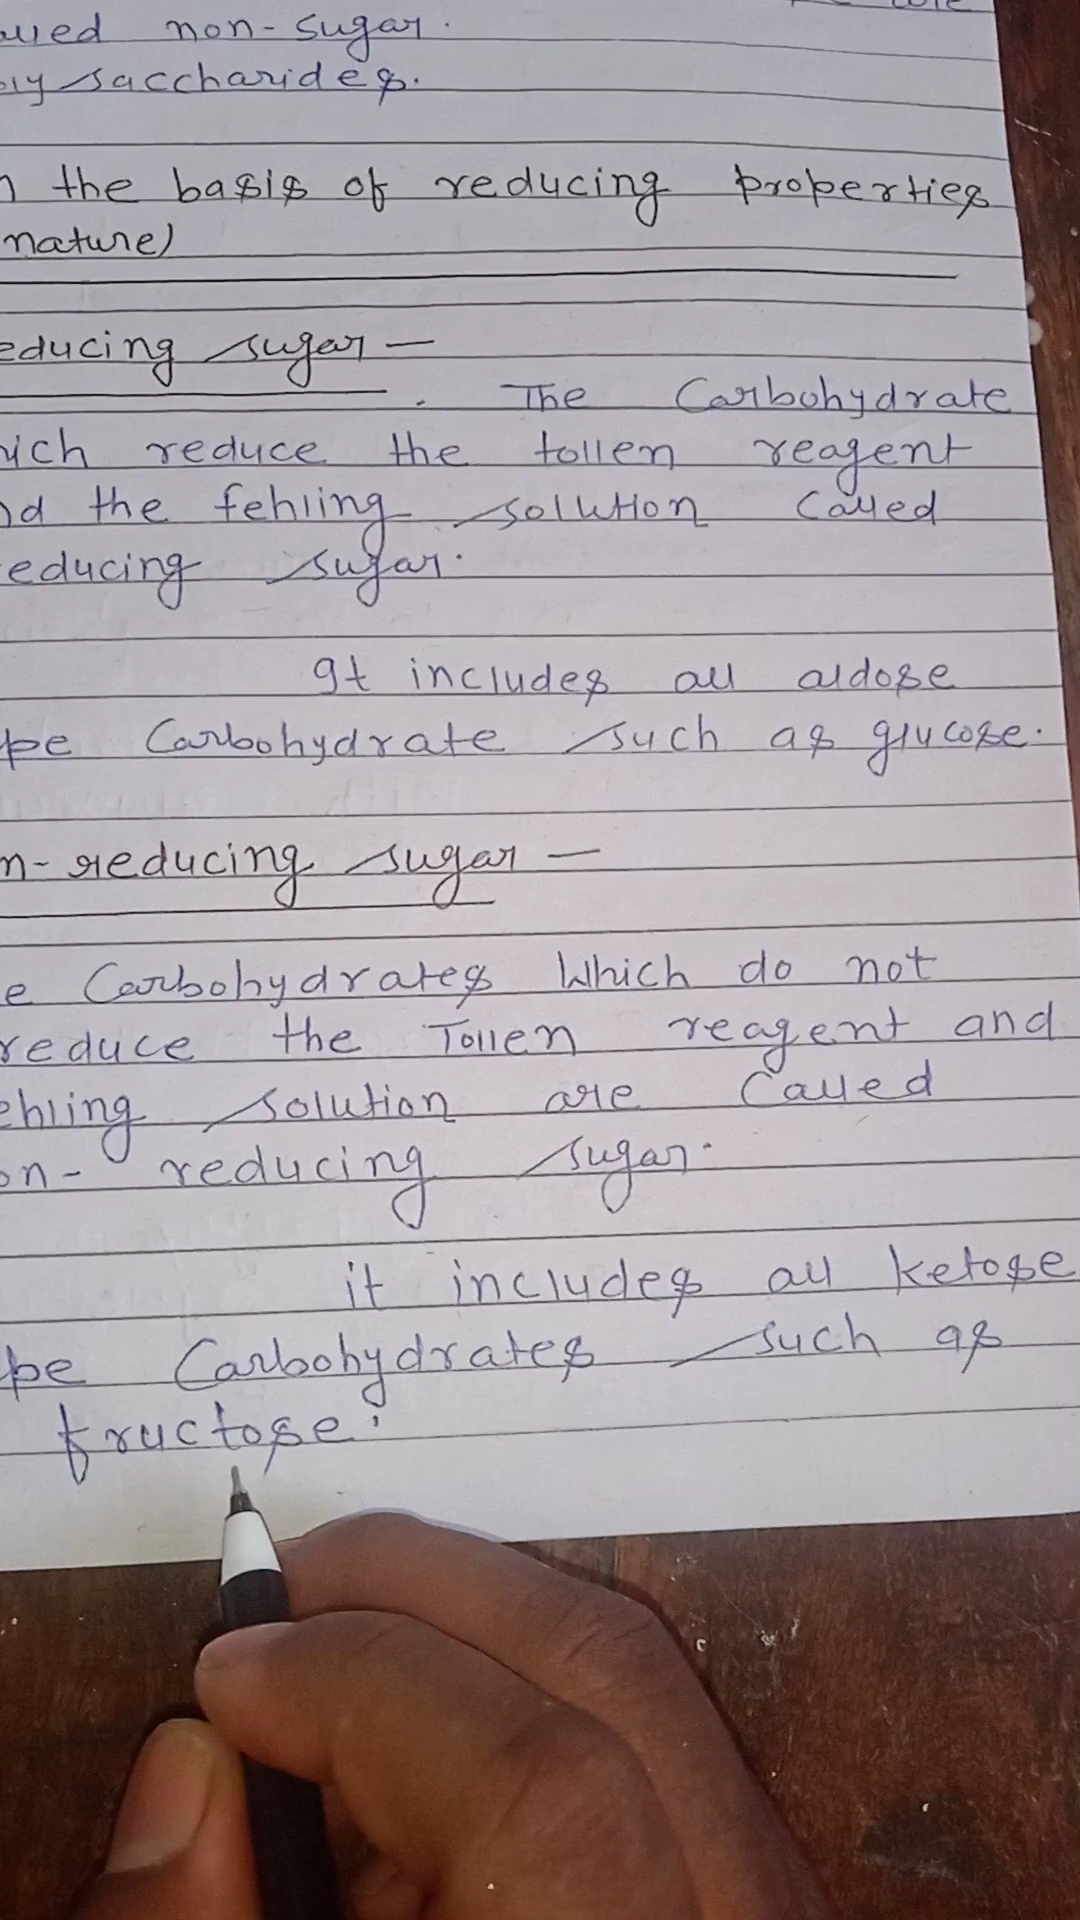 non-sugar.
saccharides.
the basis of reducing properties
nature)
educing sugar —
The Carbohydrate
ich reduce the tollen reagent
d the fehling solution called
educing sugar.
It includes all aldose
pe Carbohydrate such as glucose.
n-reducing sugar —
e Carbohydrates Which do not
reduce the Tollen reagent and
ehling solution are Called
on- reducing sugar.
it includes all ketose
pe Carbohydrates such as
fructose.